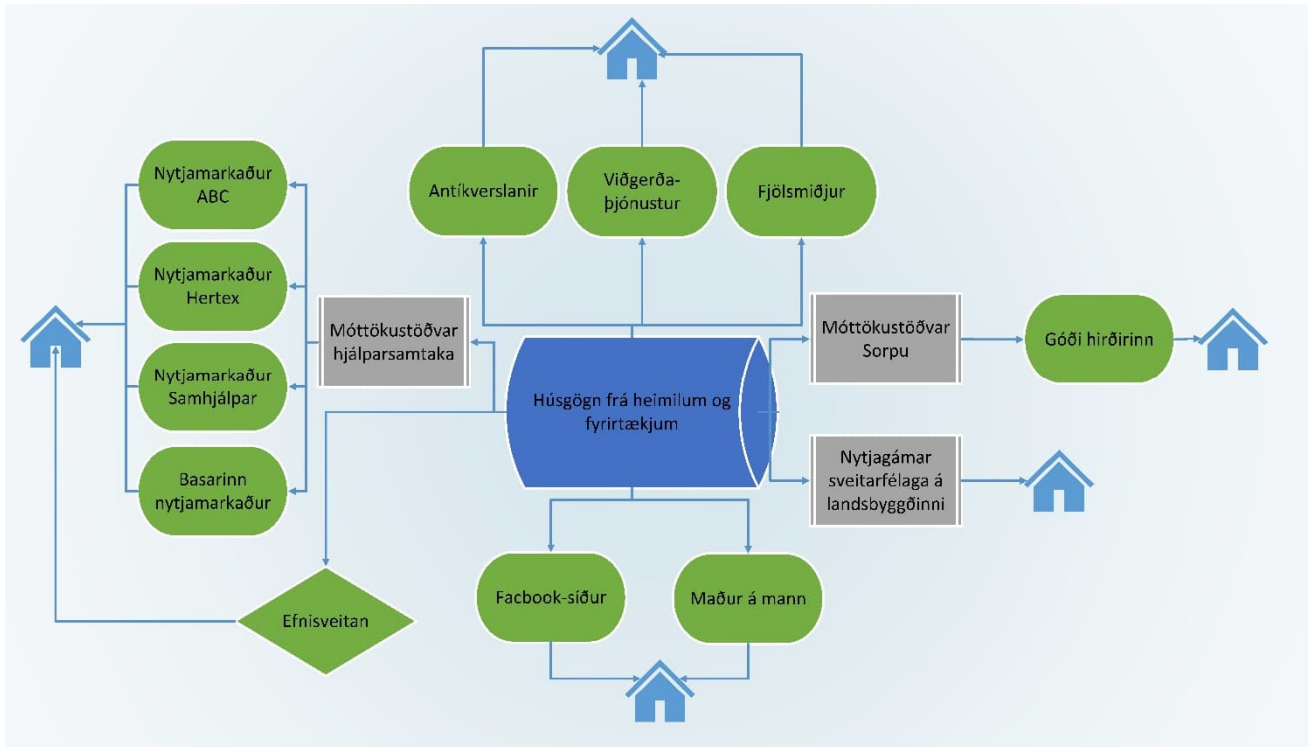 Antíkverslanir
Viðgerða-
þjónustur
Fjölsmiðjur
Nytjamarkaður
ABC
Nytjamarkaður
Hertex
Nytjamarkaður
Samhjálpar
Basarinn
nytjamarkaður
Móttökustöðvar
hjálparsamtaka
Húsgögn frá heimilum og
fyrirtækjum
Móttökustöðvar
Sorpu
Góði hirðirinn
Nytjagámar
sveitarfélaga á
landsbyggðinni
Efnisveitan
Facbook-síður
Maður á mann